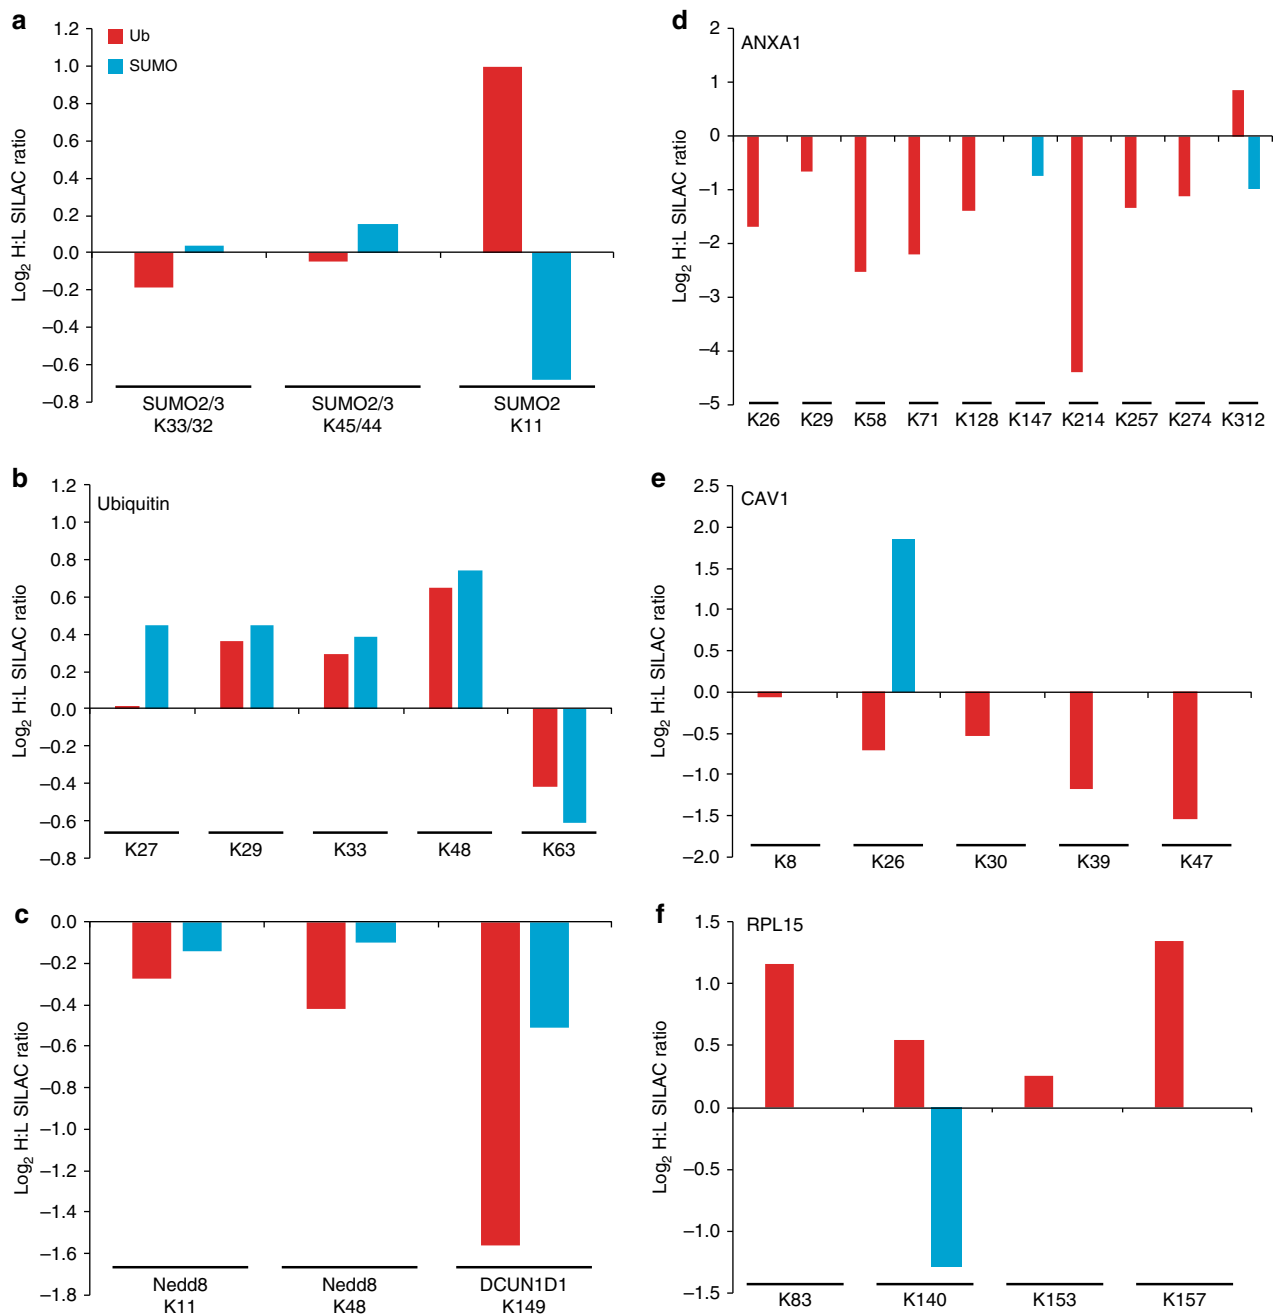 a
Ub
SUMO
Log2 H:L SILAC ratio
1.2
1.0
0.8
0.6
0.4
0.2
0.0
–0.2
–0.4
–0.6
–0.8
SUMO2/3 SUMO2/3 SUMO2
K33/32 K45/44 K11
b
Ubiquitin
Log2 H:L SILAC ratio
1.2
1.0
0.8
0.6
0.4
0.2
0.0
–0.2
–0.4
–0.6
–0.8
K27 K29 K33 K48 K63
c
Log2 H:L SILAC ratio
0.0
–0.2
–0.4
–0.6
–0.8
–1.0
–1.2
–1.4
–1.6
–1.8
Nedd8 Nedd8 DCUN1D1
K11 K48 K149
d
ANXA1
Log2 H:L SILAC ratio
2
1
0
–1
–2
–3
–4
–5
K26 K29 K58 K71 K128 K147 K214 K257 K274 K312
e
CAV1
Log2 H:L SILAC ratio
2.5
2.0
1.5
1.0
0.5
0.0
–0.5
–1.0
–1.5
–2.0
K8 K26 K30 K39 K47
f
RPL15
Log2 H:L SILAC ratio
1.5
1.0
0.5
0.0
–0.5
–1.0
–1.5
K83 K140 K153 K157